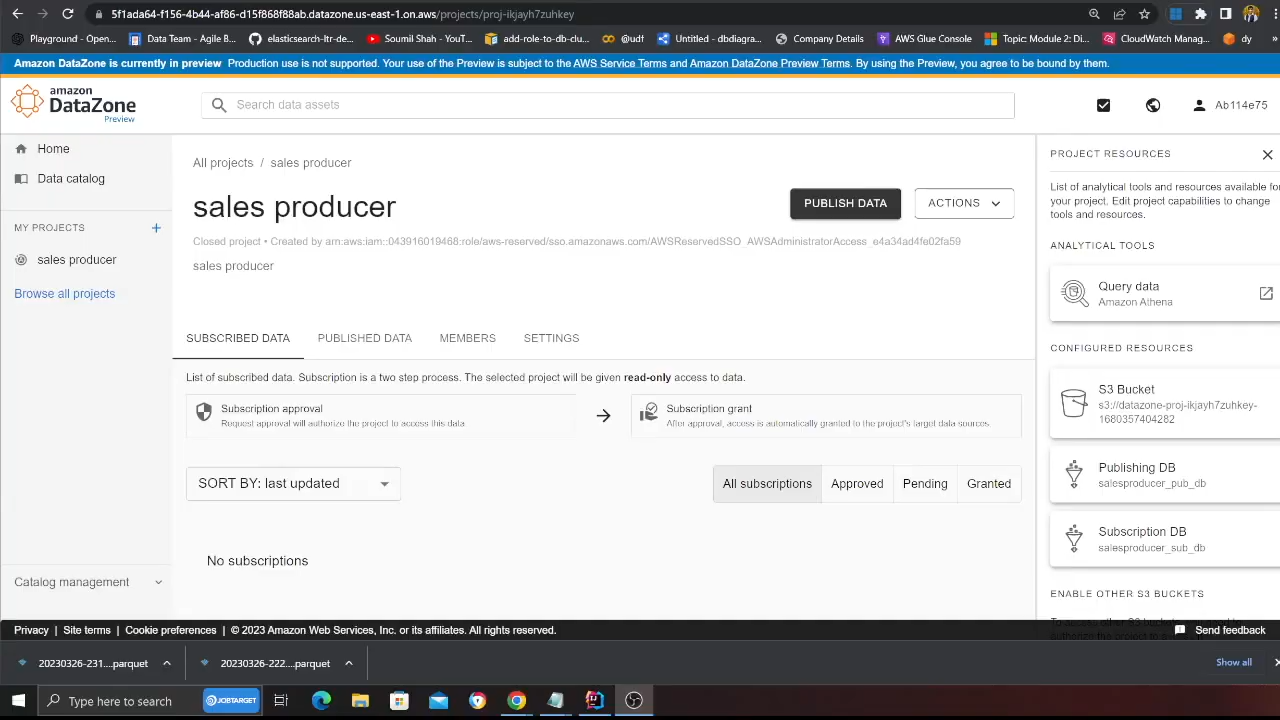 5f1ada64-f156-4b44-af86-d15f868f88ab.datazone.us-east-1.on.aws/projects/proj-ikjayh7zuhkey
Playground - Open...
Data Team - Agile B...
elasticsearch-ltr-de...
Soumil Shah - YouT...
add-role-to-db-clu...
@udf
Untitled - dbdiagra...
Company Details
AWS Glue Console
Topic: Module 2: Di...
CloudWatch Manag...
dy
»
Amazon DataZone is currently in preview Production use is not supported. Your use of the Preview is subject to the AWS Service Terms and Amazon DataZone Preview Terms. By using the Preview, you agree to be bound by them.
amazon
DataZone
Preview
Search data assets
Ab114e75
Home
Data catalog
MY PROJECTS
sales producer
Browse all projects
Catalog management
All projects / sales producer
sales producer
PUBLISH DATA
ACTIONS
Closed project • Created by arn:aws:iam::043916019468:role/aws-reserved/sso.amazonaws.com/AWSReservedSSO_AWSAdministratorAccess_e4a34ad4fe02fa59
sales producer
SUBSCRIBED DATA
PUBLISHED DATA
MEMBERS
SETTINGS
List of subscribed data. Subscription is a two step process. The selected project will be given read-only access to data.
Subscription approval
Request approval will authorize the project to access this data
Subscription grant
After approval, access is automatically granted to the project's target data sources.
SORT BY: last updated
All subscriptions
Approved
Pending
Granted
No subscriptions
PROJECT RESOURCES
List of analytical tools and resources available for
your project. Edit project capabilities to change
tools and resources.
ANALYTICAL TOOLS
Query data
Amazon Athena
CONFIGURED RESOURCES
S3 Bucket
s3://datazone-proj-ikjayh7zuhkey-
1680357404282
Publishing DB
salesproducer_pub_db
Subscription DB
salesproducer_sub_db
ENABLE OTHER S3 BUCKETS
Privacy | Site terms | Cookie preferences | © 2023 Amazon Web Services, Inc. or its affiliates. All rights reserved.
Send feedback
20230326-231....parquet
20230326-222....parquet
Show all
Type here to search
JOBTARGET